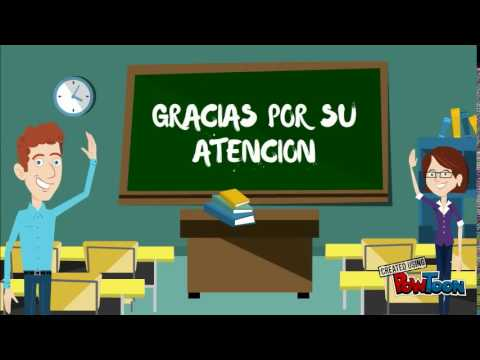 GRACIAS POR SU
ATENCION
CREATED USING
POWTOON